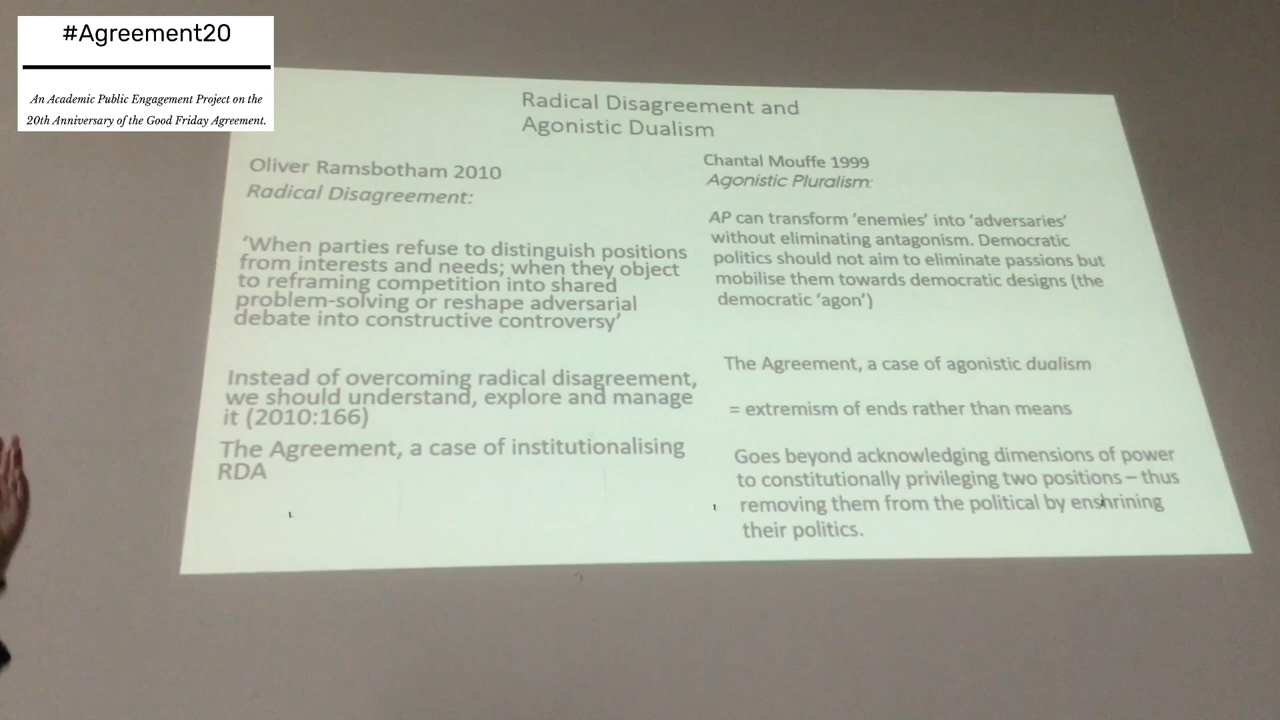 #Agreement20
An Academic Public Engagement Project on the
20th Anniversary of the Good Friday Agreement.
Radical Disagreement and
Agonistic Dualism
Oliver Ramsbotham 2010
Radical Disagreement:
‘When parties refuse to distinguish positions
from interests and needs; when they object
to reframing competition into shared
problem-solving or reshape adversarial
debate into constructive controversy’
Instead of overcoming radical disagreement,
we should understand, explore and manage
it (2010:166)
The Agreement, a case of institutionalising
RDA
Chantal Mouffe 1999
Agonistic Pluralism:
AP can transform ‘enemies’ into ‘adversaries’
without eliminating antagonism. Democratic
politics should not aim to eliminate passions but
mobilise them towards democratic designs (the
democratic ‘agon’)
The Agreement, a case of agonistic dualism
= extremism of ends rather than means
Goes beyond acknowledging dimensions of power
to constitutionally privileging two positions – thus
removing them from the political by enshrining
their politics.